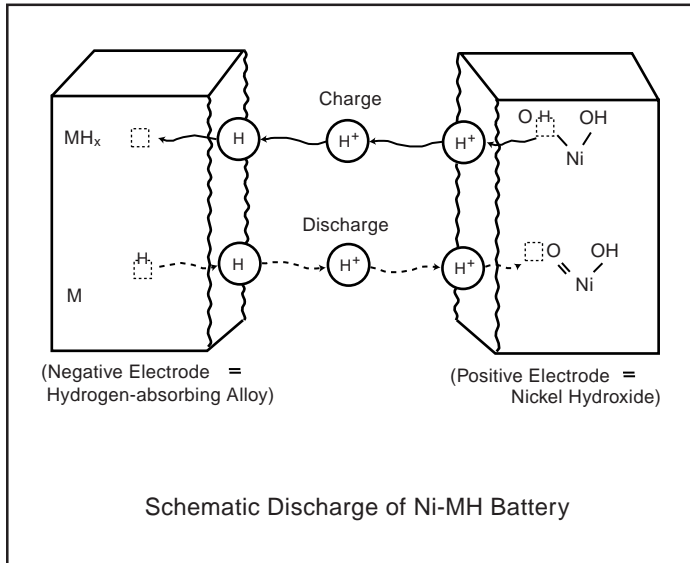 Charge
O H OH
MHx H H+ H+
Ni
Discharge
H O OH
H H+ H+
M Ni
(Negative Electrode = 
Hydrogen-absorbing Alloy)
(Positive Electrode =
Nickel Hydroxide)
Schematic Discharge of Ni-MH Battery